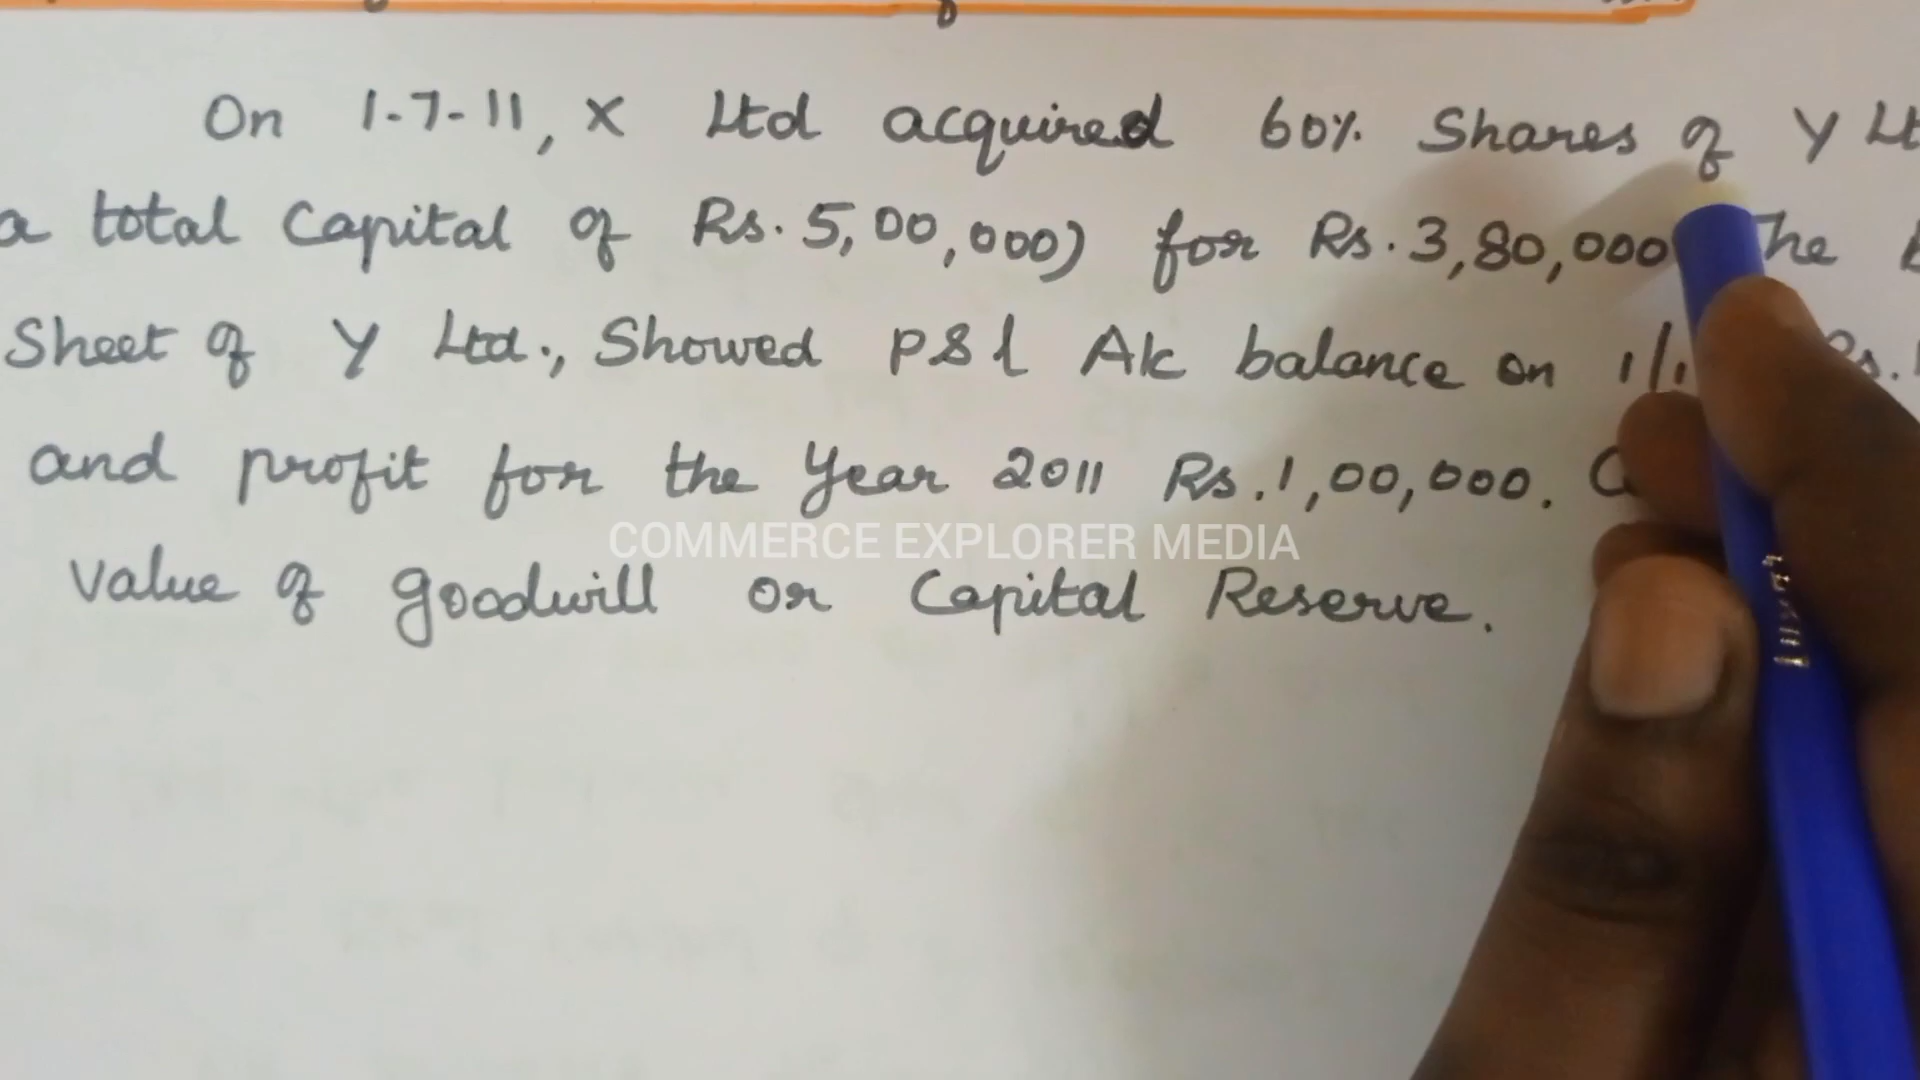 On 1-7-11, X Ltd acquired 60% Shares of Y
a total Capital of Rs. 5,00,000) for Rs. 3,80,000 The
Sheet of Y Ltd., Showed P&l A/c balance on
and profit for the Year 2011 Rs. 1,00,000.
COMMERCE EXPLORER MEDIA
Value of goodwill or Capital Reserve.